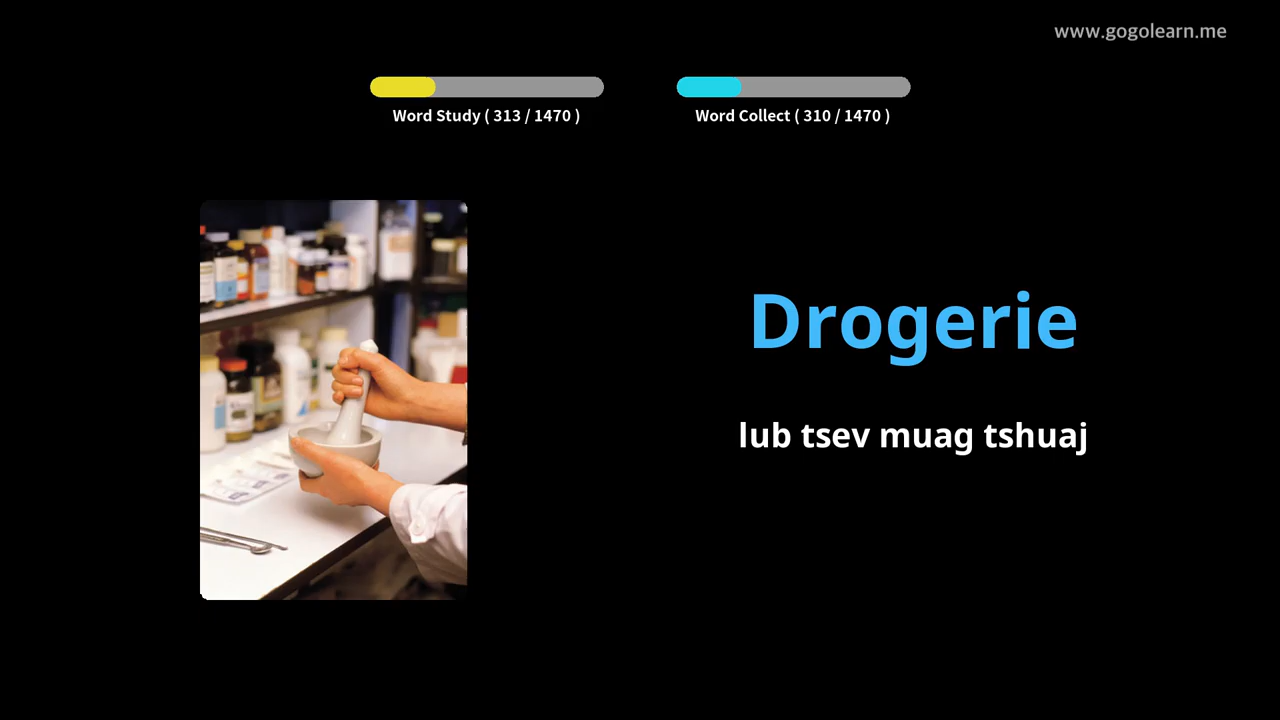 www.gogolearn.me
Word Study ( 313 / 1470 )
Word Collect ( 310 / 1470 )
Drogerie
lub tsev muag tshuaj